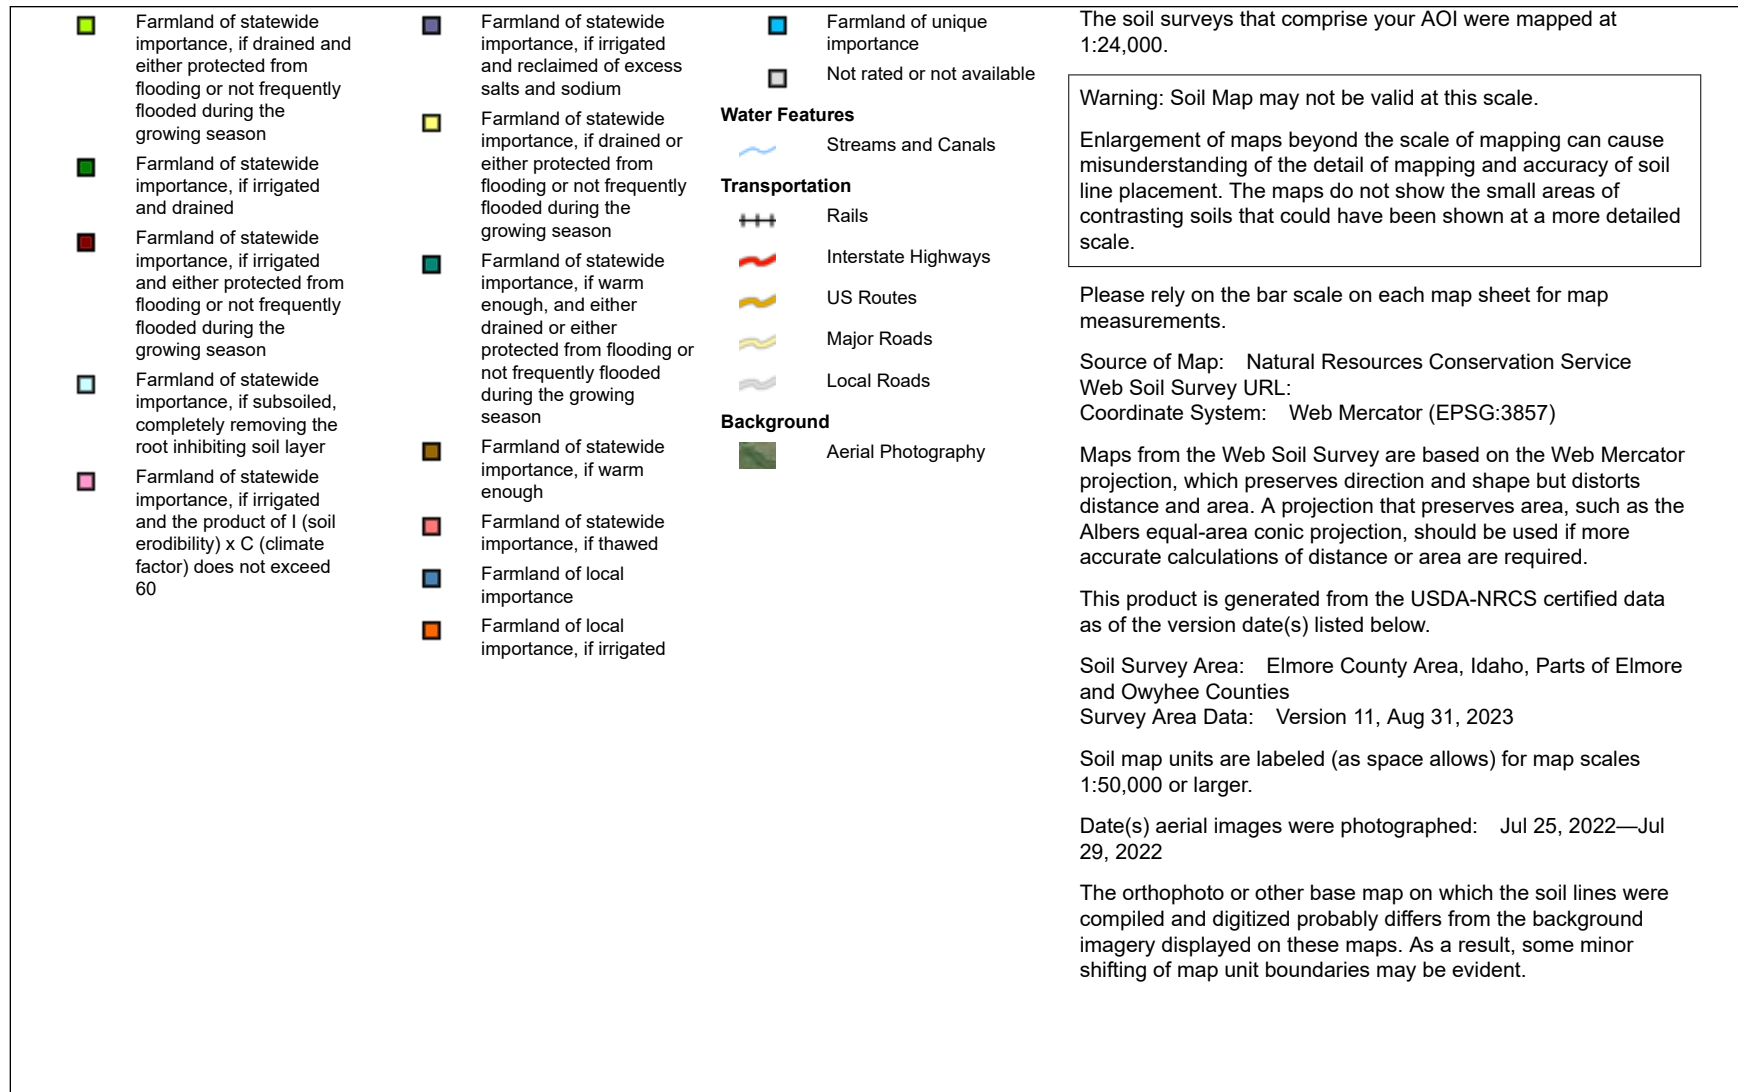 Farmland of statewide
importance, if drained and
either protected from
flooding or not frequently
flooded during the
growing season
Farmland of statewide
importance, if irrigated
and drained
Farmland of statewide
importance, if irrigated
and either protected from
flooding or not frequently
flooded during the
growing season
Farmland of statewide
importance, if subsoiled,
completely removing the
root inhibiting soil layer
Farmland of statewide
importance, if irrigated
and the product of I (soil
erodibility) x C (climate
factor) does not exceed
60
Farmland of statewide
importance, if irrigated
and reclaimed of excess
salts and sodium
Farmland of statewide
importance, if drained or
either protected from
flooding or not frequently
flooded during the
growing season
Farmland of statewide
importance, if warm
enough, and either
drained or either
protected from flooding or
not frequently flooded
during the growing
season
Farmland of statewide
importance, if warm
enough
Farmland of statewide
importance, if thawed
Farmland of local
importance
Farmland of local
importance, if irrigated
Farmland of unique
importance
Not rated or not available
Water Features
Streams and Canals
Transportation
Rails
Interstate Highways
US Routes
Major Roads
Local Roads
Background
Aerial Photography
The soil surveys that comprise your AOI were mapped at
1:24,000.
Warning: Soil Map may not be valid at this scale.
Enlargement of maps beyond the scale of mapping can cause
misunderstanding of the detail of mapping and accuracy of soil
line placement. The maps do not show the small areas of
contrasting soils that could have been shown at a more detailed
scale.
Please rely on the bar scale on each map sheet for map
measurements.
Source of Map: Natural Resources Conservation Service
Web Soil Survey URL:
Coordinate System: Web Mercator (EPSG:3857)
Maps from the Web Soil Survey are based on the Web Mercator
projection, which preserves direction and shape but distorts
distance and area. A projection that preserves area, such as the
Albers equal-area conic projection, should be used if more
accurate calculations of distance or area are required.
This product is generated from the USDA-NRCS certified data
as of the version date(s) listed below.
Soil Survey Area: Elmore County Area, Idaho, Parts of Elmore
and Owyhee Counties
Survey Area Data: Version 11, Aug 31, 2023
Soil map units are labeled (as space allows) for map scales
1:50,000 or larger.
Date(s) aerial images were photographed: Jul 25, 2022—Jul
29, 2022
The orthophoto or other base map on which the soil lines were
compiled and digitized probably differs from the background
imagery displayed on these maps. As a result, some minor
shifting of map unit boundaries may be evident.